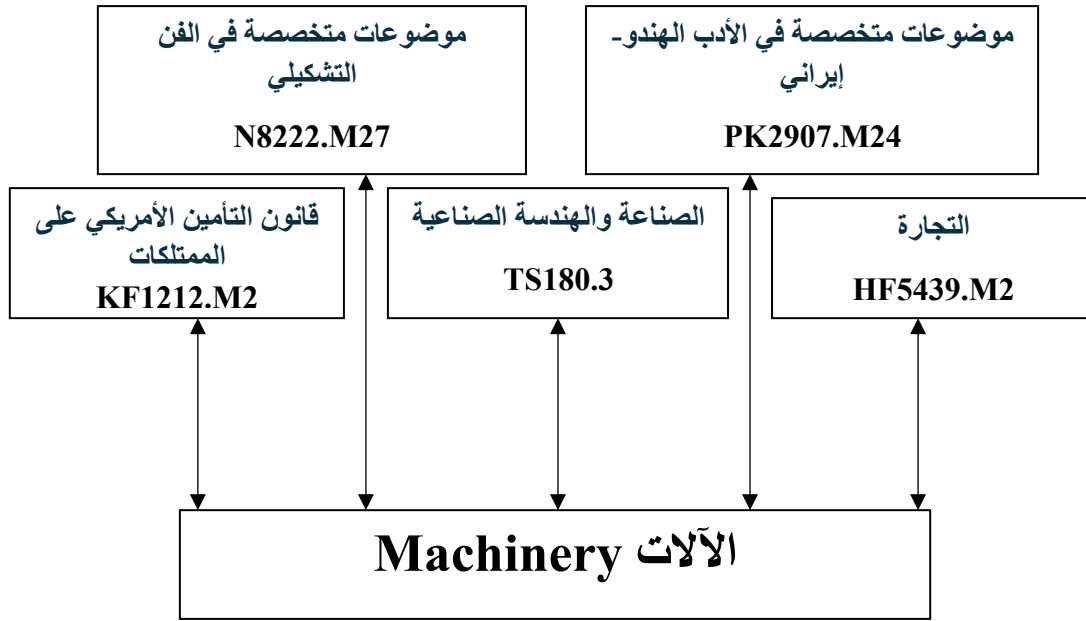 موضوعات متخصصة في الأدب الهندو-
إيراني
PK2907.M24
موضوعات متخصصة في الفن
التشكيلي
N8222.M27
التجارة
HF5439.M2
الصناعة والهندسة الصناعية
TS180.3
قانون التأمين الأمريكي على
الممتلكات
KF1212.M2
الآلات Machinery